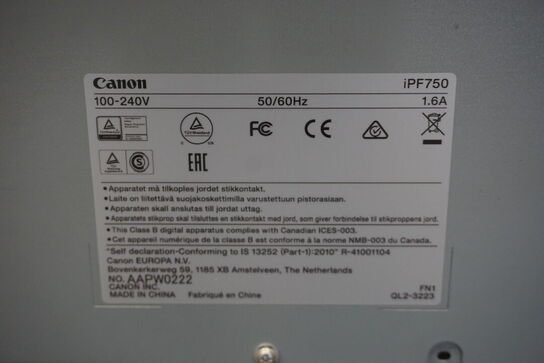 Canon iPF750
100-240V 50/60Hz 1.6A
FC CE
TÜVRheinland
S
EAC
•Apparatet må tilkoples jordet stikkontakt.
•Laite on liitettävä suojakoskettimilla varustettuun pistorasiaan.
•Apparaten skall anslutas till jordat uttag.
•Apparatets stikprop skal tilsluttes en stikkontakt med jord, som giver forbindelse til stikproppens jord.
•This Class B digital apparatus complies with Canadian ICES-003.
•Cet appareil numérique de la classe B est conforme à la norme NMB-003 du Canada.
"Self declaration-Conforming to IS 13252 (Part-1):2010" R-41001104
Canon EUROPA N.V.
Bovenkerkerweg 59, 1185 XB Amstelveen, The Netherlands
NO. AAPW0222
CANON INC. FN1
MADE IN CHINA Fabriqué en Chine QL2-3223